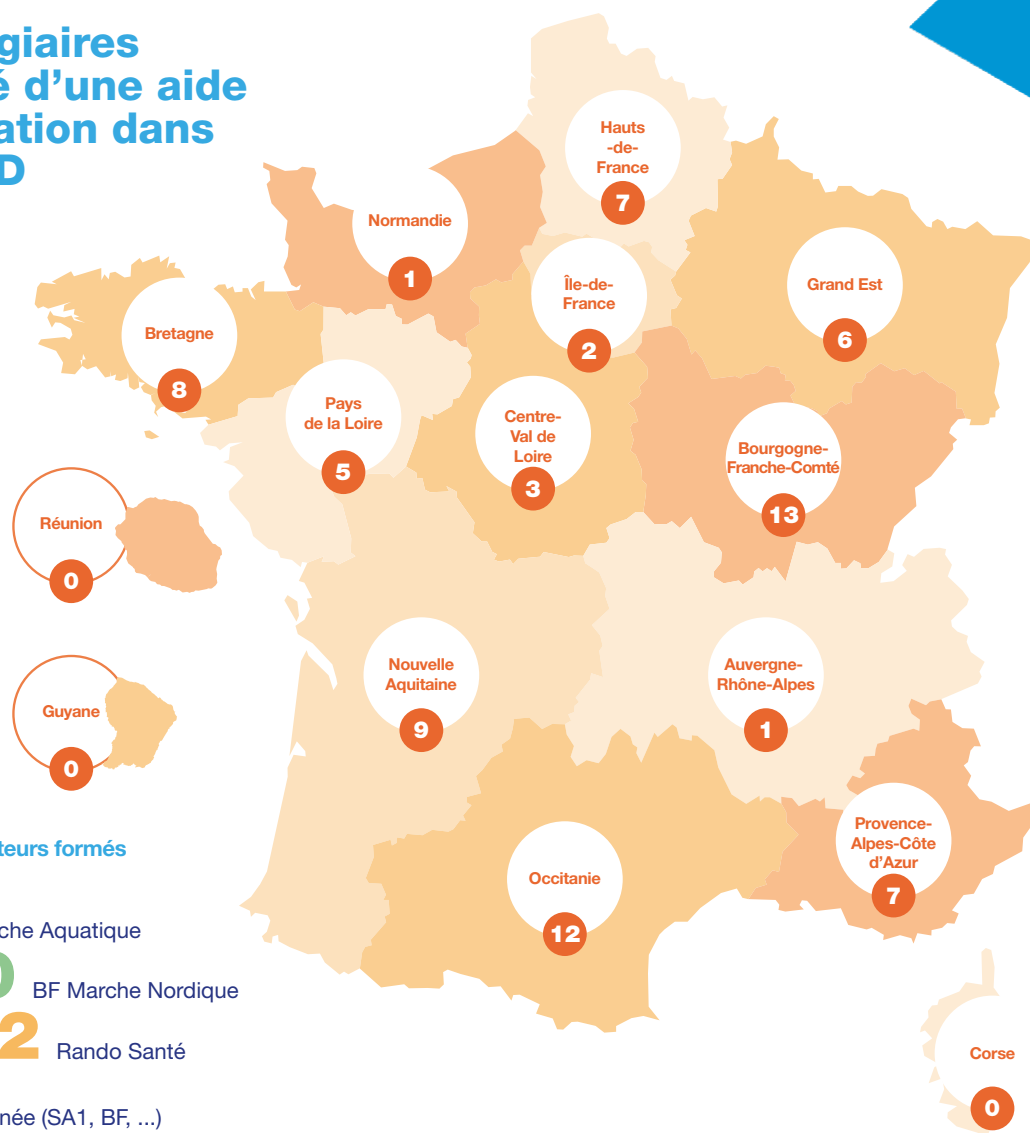 giaires
é d'une aide
ation dans
D
Hauts
-de-
France
7
Normandie
1
Île-de-
France
2
Grand Est
6
Bretagne
8
Pays
de la Loire
5
Centre-
Val de
Loire
3
Bourgogne-
Franche-Comté
13
Réunion
0
Nouvelle
Aquitaine
9
Auvergne-
Rhône-Alpes
1
Guyane
0
Provence-
Alpes-Côte
d'Azur
7
Occitanie
12
Corse
0
teurs formés
che Aquatique
BF Marche Nordique
2 Rando Santé
née (SA1, BF, ...)